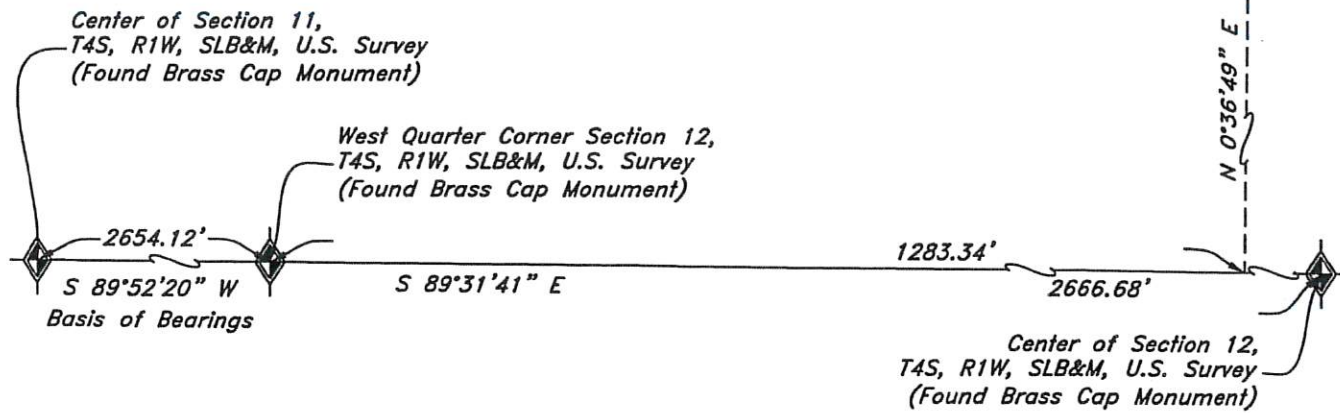 Center of Section 11,
T4S, R1W, SLB&M, U.S. Survey
(Found Brass Cap Monument)
West Quarter Corner Section 12,
T4S, R1W, SLB&M, U.S. Survey
(Found Brass Cap Monument)
N 0°36'49" E
2654.12'
1283.34'
S 89°52'20" W
S 89°31'41" E
2666.68'
Basis of Bearings
Center of Section 12,
T4S, R1W, SLB&M, U.S. Survey
(Found Brass Cap Monument)